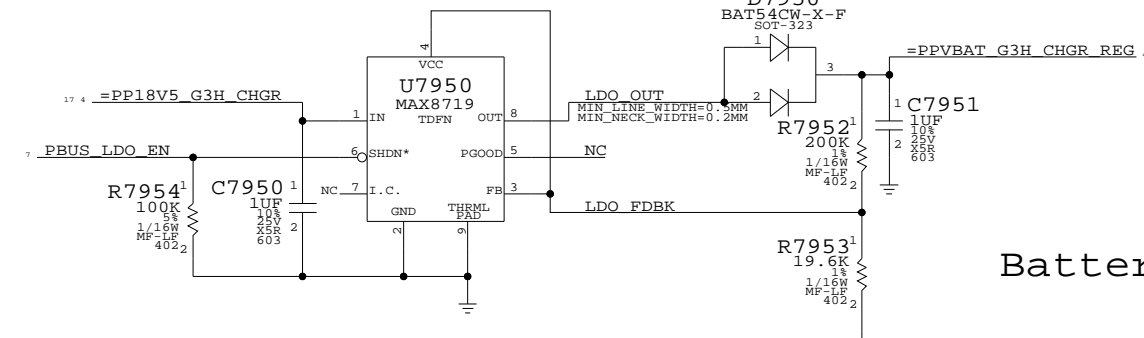 BAT54CW-X-F
SOT-323
1
3
2
=PPVBAT_G3H_CHGR_REG
4
VCC
U7950
MAX8719
TDFN
17 4
=PP18V5_G3H_CHGR
1
IN
OUT
8
LDO_OUT
MIN_LINE_WIDTH=0.5MM
MIN_NECK_WIDTH=0.2MM
1
C7951
1UF
10%
25V
X5R
603
2
R7952
1
200K
1%
1/16W
MF-LF
402
2
7
PBUS_LDO_EN
6
SHDN*
PGOOD
5
NC
R7954
1
100K
5%
1/16W
MF-LF
402
2
C7950
1
1UF
10%
25V
X5R
603
2
NC
7
I.C.
FB
3
LDO_FDBK
GND
2
THRML
PAD
9
R7953
1
19.6K
1%
1/16W
MF-LF
402
2
Batter